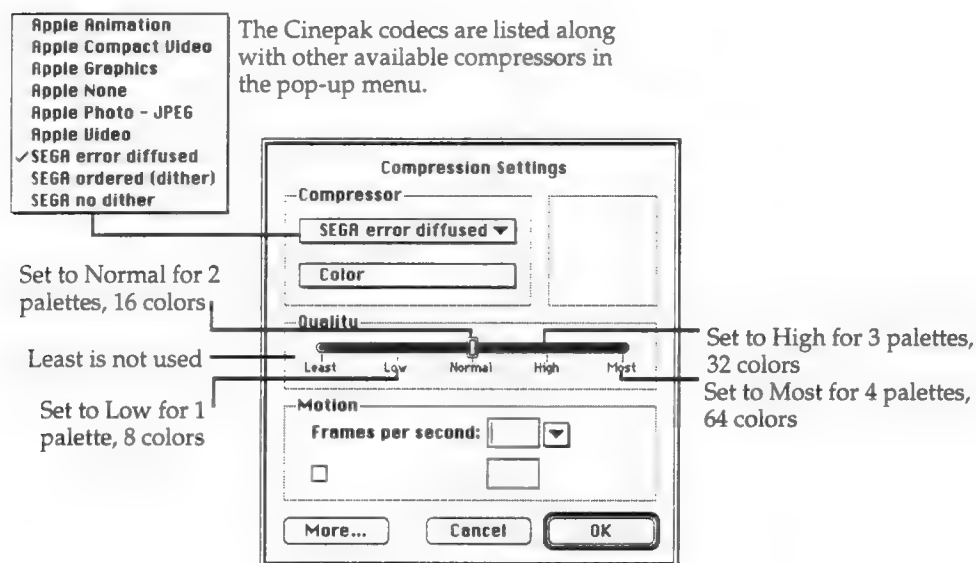 Apple Animation
Apple Compact Video
Apple Graphics
Apple None
Apple Photo - JPEG
Apple Video
✓SEGA error diffused
SEGA ordered (dither)
SEGA no dither
The Cinepak codecs are listed along
with other available compressors in
the pop-up menu.
Compression Settings
Compressor
SEGA error diffused
Color
Set to Normal for 2
palettes, 16 colors
Quality
Least is not used
Least Low Normal High Most
Set to High for 3 palettes,
32 colors
Set to Most for 4 palettes,
64 colors
Set to Low for 1
palette, 8 colors
Motion
Frames per second:
More... Cancel OK